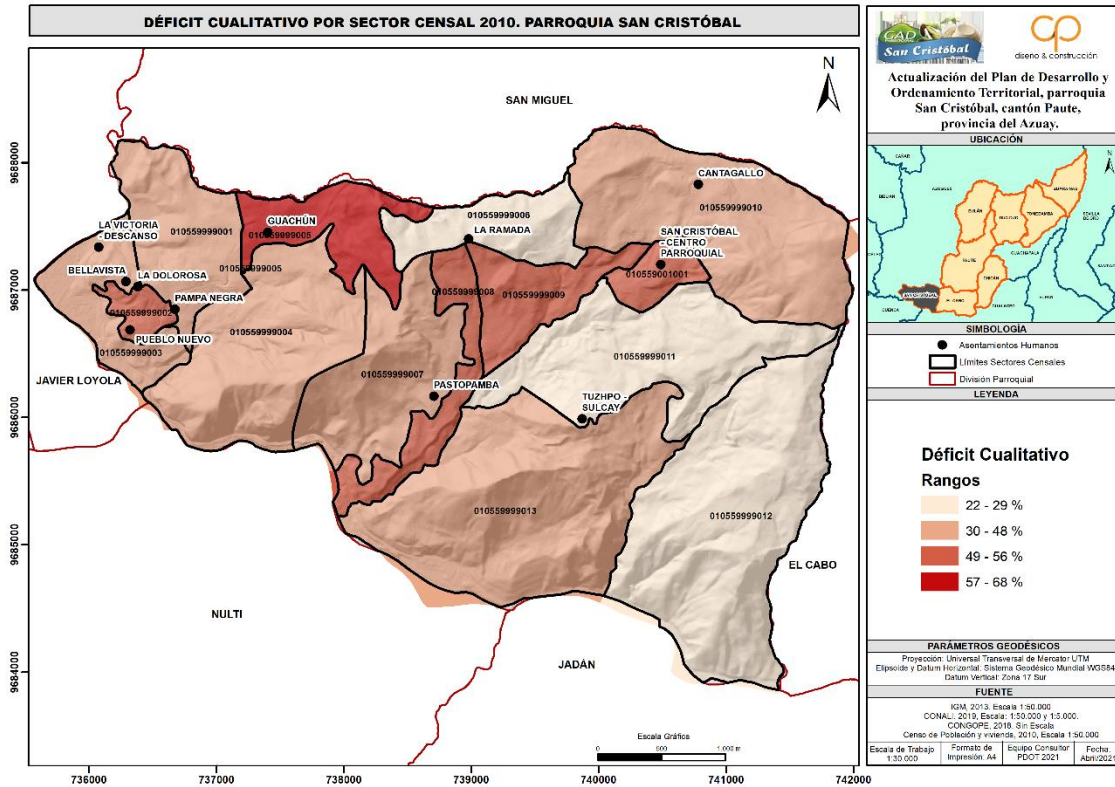 DÉFICIT CUALITATIVO POR SECTOR CENSAL 2010. PARROQUIA SAN CRISTÓBAL
N
SAN MIGUEL
CANTAGALLO
010559999010
LA VICTORIA
- DESCANSO
010559999001
GUACHÚN
010559999005
010559999006
LA RAMADA
SAN CRISTÓBAL
- CENTRO
PARROQUIAL
010559001001
BELLAVISTA
LA DOLOROSA
010559999005
010559999008
010559999009
PAMPA NEGRA
010559999002
PUEBLO NUEVO
010559999004
010559999003
010559999011
JAVIER LOYOLA
010559999007
PASTOPAMBA
TUZHPO -
SULCAY
010559999013
010559999012
EL CABO
NULTI
JADÁN
Escala Gráfica
0 500 1.000 m
9688000
9687000
9686000
9685000
9684000
736000 737000 738000 739000 740000 741000 742000
GAD
San Cristóbal
cp
diseno & construcción
Actualización del Plan de Desarrollo y
Ordenamiento Territorial, parroquia
San Cristóbal, cantón Paute,
provincia del Azuay.
UBICACIÓN
N
PAUTE
EL CABO
CUENCA
SIMBOLOGÍA
Asentamientos Humanos
Límites Sectores Censales
División Parroquial
LEYENDA
Déficit Cualitativo
Rangos
22 - 29 %
30 - 48 %
49 - 56 %
57 - 68 %
PARÁMETROS GEODÉSICOS
Proyección: Universal Transversal de Mercator UTM
Elipsoide y Datum Horizontal: Sistema Geodésico Mundial WGS84
Datum Vertical: Zona 17 Sur
FUENTE
IGM, 2013. Escala 1:50.000
CONALI, 2019, Escala: 1:50.000 y 1:5.000.
CONGOPE, 2018, Sin Escala
Censo de Población y vivienda, 2010, Escala 1:50.000
Escala de Trabajo
1:30.000
Formato de
Impresión: A4
Equipo Consultor
PDOT 2021
Fecha:
Abril/2021